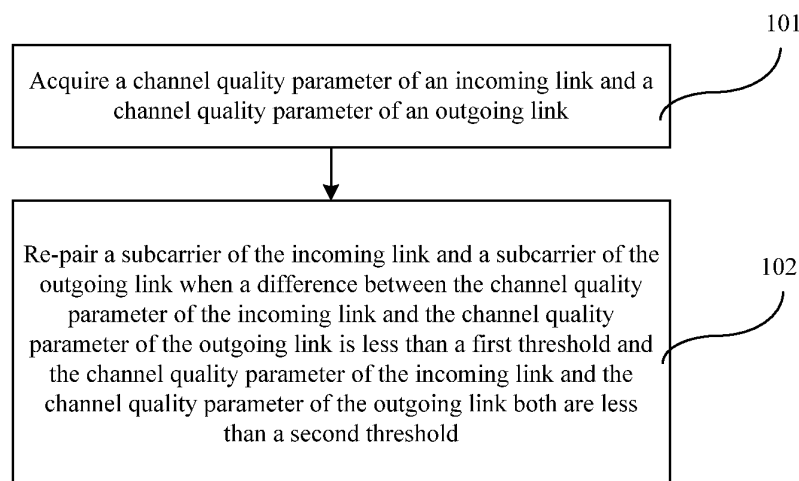 101
Acquire a channel quality parameter of an incoming link and a
channel quality parameter of an outgoing link
Re-pair a subcarrier of the incoming link and a subcarrier of the
outgoing link when a difference between the channel quality
parameter of the incoming link and the channel quality
parameter of the outgoing link is less than a first threshold and
the channel quality parameter of the incoming link and the
channel quality parameter of the outgoing link both are less
than a second threshold
102